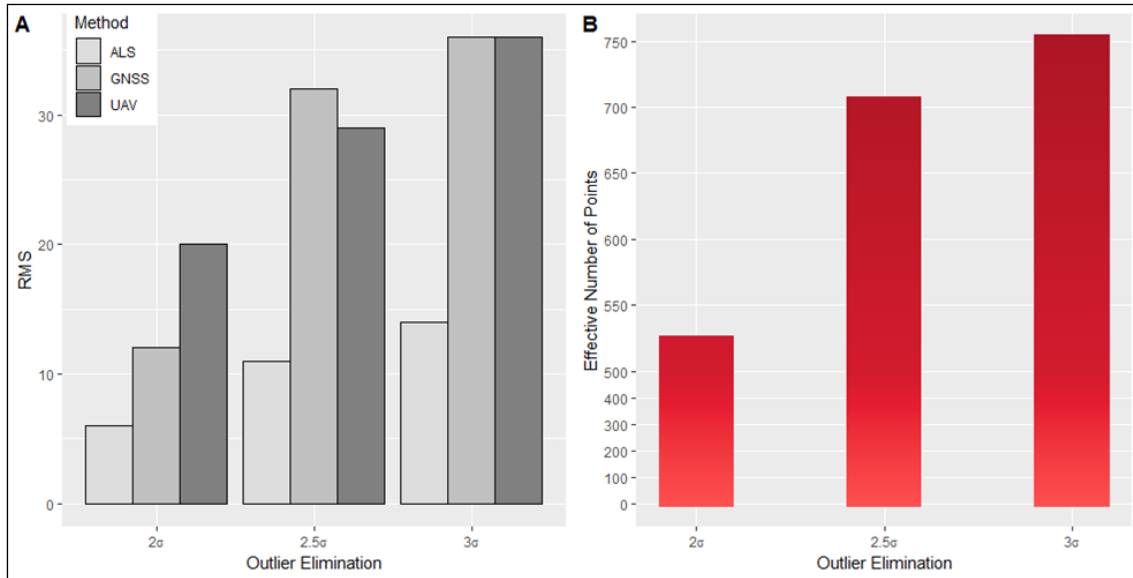 A
Method
ALS
GNSS
UAV
30
20
10
0
RMS
2σ
2.5σ
3σ
Outlier Elimination
B
750
700
650
600
550
500
400
300
200
100
0
Effective Number of Points
2σ
2.5σ
3σ
Outlier Elimination